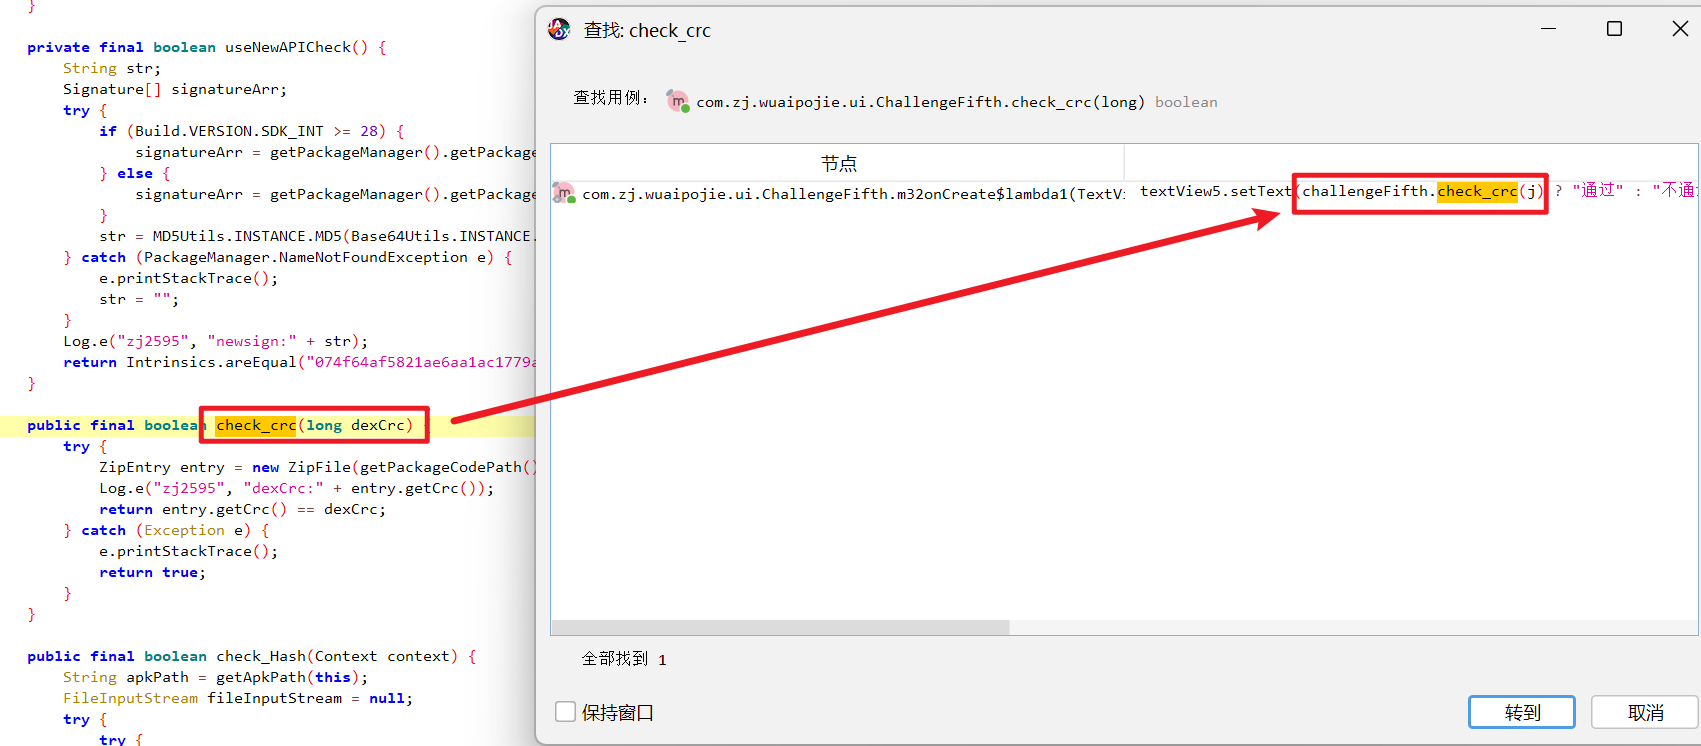 }
private final boolean useNewAPICheck() {
String str;
Signature[] signatureArr;
try {
if (Build.VERSION.SDK_INT >= 28) {
signatureArr = getPackageManager().getPackage
} else {
signatureArr = getPackageManager().getPackage
}
str = MD5Utils.INSTANCE.MD5(Base64Utils.INSTANCE.
} catch (PackageManager.NameNotFoundException e) {
e.printStackTrace();
str = "";
}
Log.e("zj2595", "newsign:" + str);
return Intrinsics.areEqual("074f64af5821ae6aa1ac1779a
}
public final boolean check_crc(long dexCrc) {
try {
ZipEntry entry = new ZipFile(getPackageCodePath()
Log.e("zj2595", "dexCrc:" + entry.getCrc());
return entry.getCrc() == dexCrc;
} catch (Exception e) {
e.printStackTrace();
return true;
}
}
public final boolean check_Hash(Context context) {
String apkPath = getApkPath(this);
FileInputStream fileInputStream = null;
try {
try {
查找: check_crc
查找用例: com.zj.wuaipojie.ui.ChallengeFifth.check_crc(long) boolean
节点
com.zj.wuaipojie.ui.ChallengeFifth.m32onCreate$lambda1(TextVi textView5.setText(challengeFifth.check_crc(j) ? "通过" : "不通过
全部找到 1
保持窗口
转到
取消